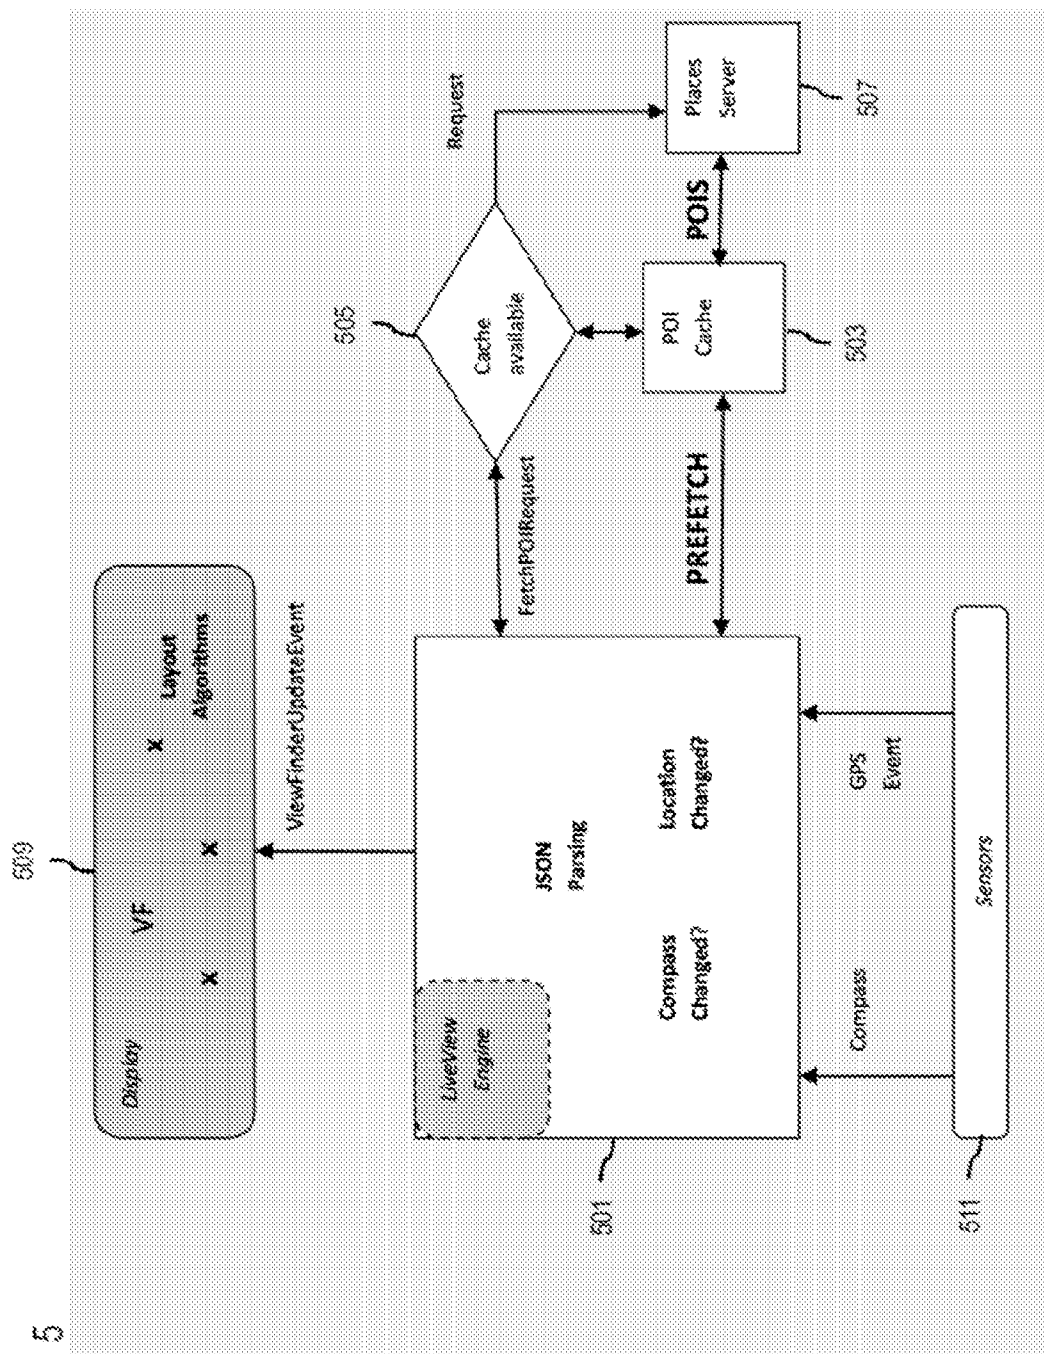 5
509
Display
VF
x
x
x
Layout
Algorithms
ViewFinderUpdateEvent
LiveView
Engine
JSON
Parsing
Compass
Changed?
Location
Changed?
501
FetchPOIRequest
PREFETCH
505
Cache
available
Request
POI
Cache
503
POIS
Places
Server
507
Compass
GPS
Event
Sensors
511